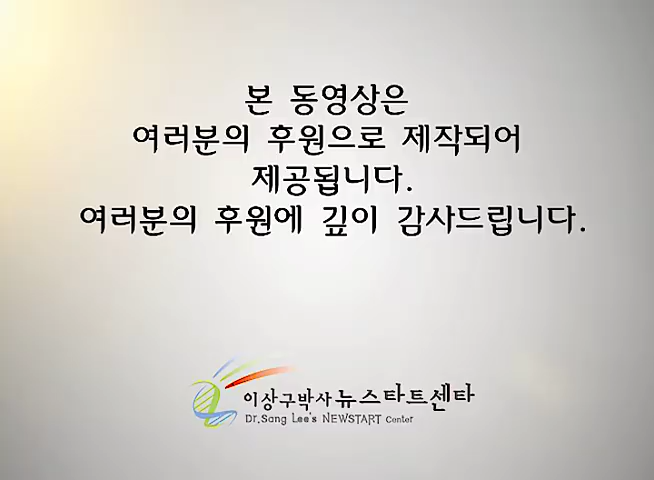 본 동영상은
여러분의 후원으로 제작되어
제공됩니다.
여러분의 후원에 깊이 감사드립니다.
이상구박사 뉴스타트센타
Dr.Sang Lee's NEWSTART Center